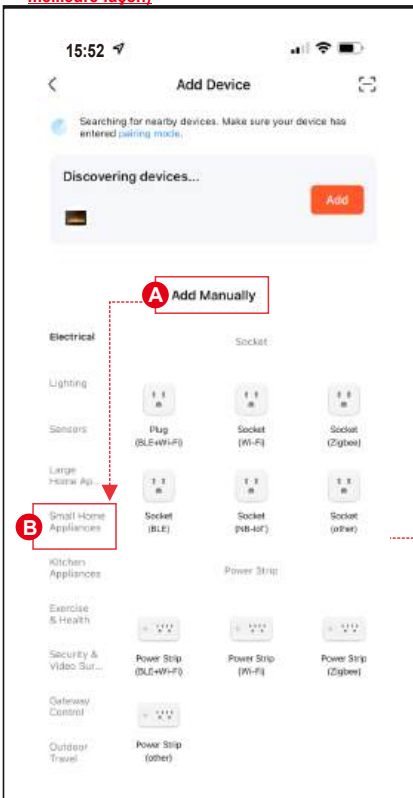 meilleure façon)
15:52
Add Device
Searching for nearby devices. Make sure your device has
entered pairing mode.
Discovering devices...
Add
A Add Manually
Electrical
Socket
Lighting
Sensors
Plug
(BLE+Wi-Fi)
Socket
(Wi-Fi)
Socket
(Zigbee)
Large
Home Ap...
B Small Home
Appliances
Socket
(BLE)
Socket
(NB-IoT)
Socket
(other)
Kitchen
Appliances
Power Strip
Exercise
& Health
Security &
Video Sur...
Power Strip
(BLE+Wi-Fi)
Power Strip
(Wi-Fi)
Power Strip
(Zigbee)
Gateway
Control
Outdoor
Travel
Power Strip
(other)